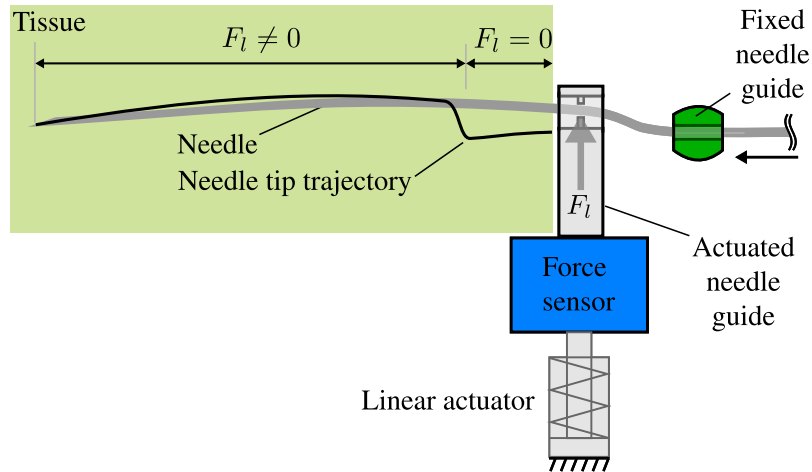 Tissue
F_l ≠ 0
F_l = 0
Fixed
needle
guide
Needle
Needle tip trajectory
F_l
Actuated
needle
guide
Force
sensor
Linear actuator